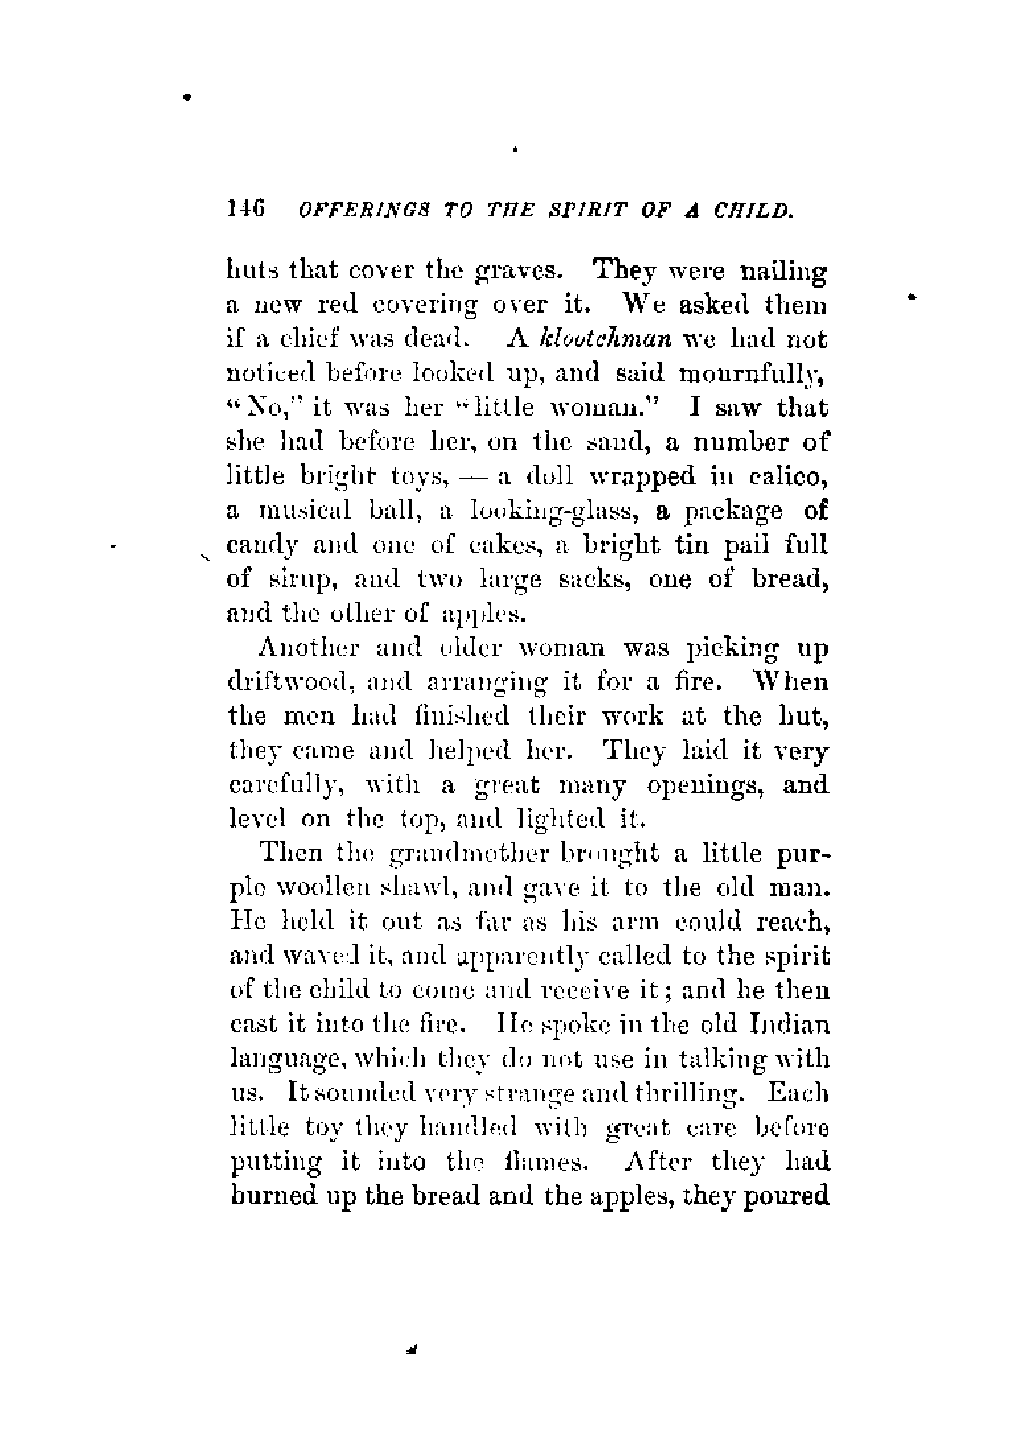 146 OFFERINGS TO THE SPIRIT OF A CHILD.
huts that cover the graves. They were nailing
a new red covering over it. We asked them
if a chief was dead. A klootchman we had not
noticed before looked up, and said mournfully,
"No," it was her "little woman." I saw that
she had before her, on the sand, a number of
little bright toys, — a doll wrapped in calico,
a musical ball, a looking-glass, a package of
candy and one of cakes, a bright tin pail full
of sirup, and two large sacks, one of bread,
and the other of apples.
Another and older woman was picking up
driftwood, and arranging it for a fire. When
the men had finished their work at the hut,
they came and helped her. They laid it very
carefully, with a great many openings, and
level on the top, and lighted it.
Then the grandmother brought a little pur-
ple woollen shawl, and gave it to the old man.
He held it out as far as his arm could reach,
and waved it, and apparently called to the spirit
of the child to come and receive it; and he then
cast it into the fire. He spoke in the old Indian
language, which they do not use in talking with
us. It sounded very strange and thrilling. Each
little toy they handled with great care before
putting it into the flames. After they had
burned up the bread and the apples, they poured